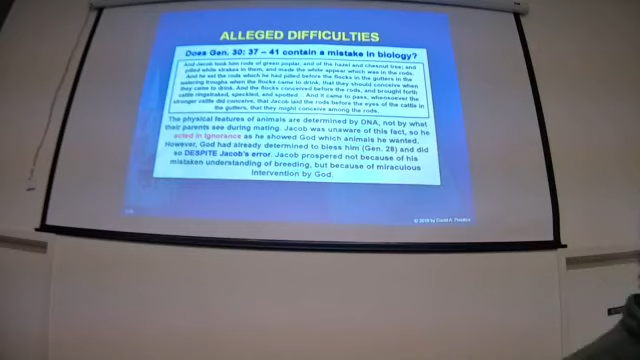 ALLEGED DIFFICULTIES
Does Gen. 30: 37 – 41 contain a mistake in biology?
And Jacob took him rods of green poplar, and of the hazel and chesnut tree; and
pilled white strakes in them, and made the white appear which was in the rods.
And he set the rods which he had pilled before the flocks in the gutters in the
watering troughs when the flocks came to drink, that they should conceive when
they came to drink. And the flocks conceived before the rods, and brought forth
cattle ringstraked, speckled, and spotted... And it came to pass, whensoever the
stronger cattle did conceive, that Jacob laid the rods before the eyes of the cattle in
the gutters, that they might conceive among the rods.
The physical features of animals are determined by DNA, not by what
their parents see during mating. Jacob was unaware of this fact, so he
acted in ignorance as he showed God which animals he wanted.
However, God had already determined to bless him (Gen. 28) and did
so DESPITE Jacob's error. Jacob prospered not because of his
mistaken understanding of breeding, but because of miraculous
intervention by God.
© 2018 by David A. Prentice